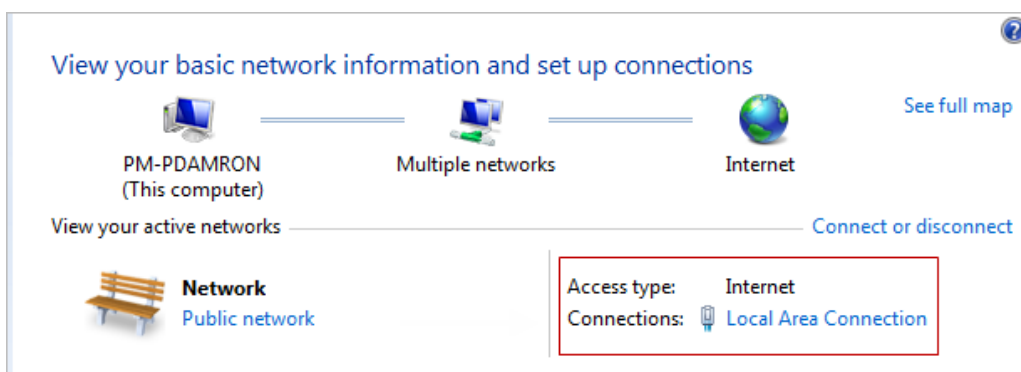 ?
View your basic network information and set up connections
See full map
PM-PDAMRON Multiple networks Internet
(This computer)
View your active networks Connect or disconnect
Network Access type: Internet
Public network Connections: Local Area Connection